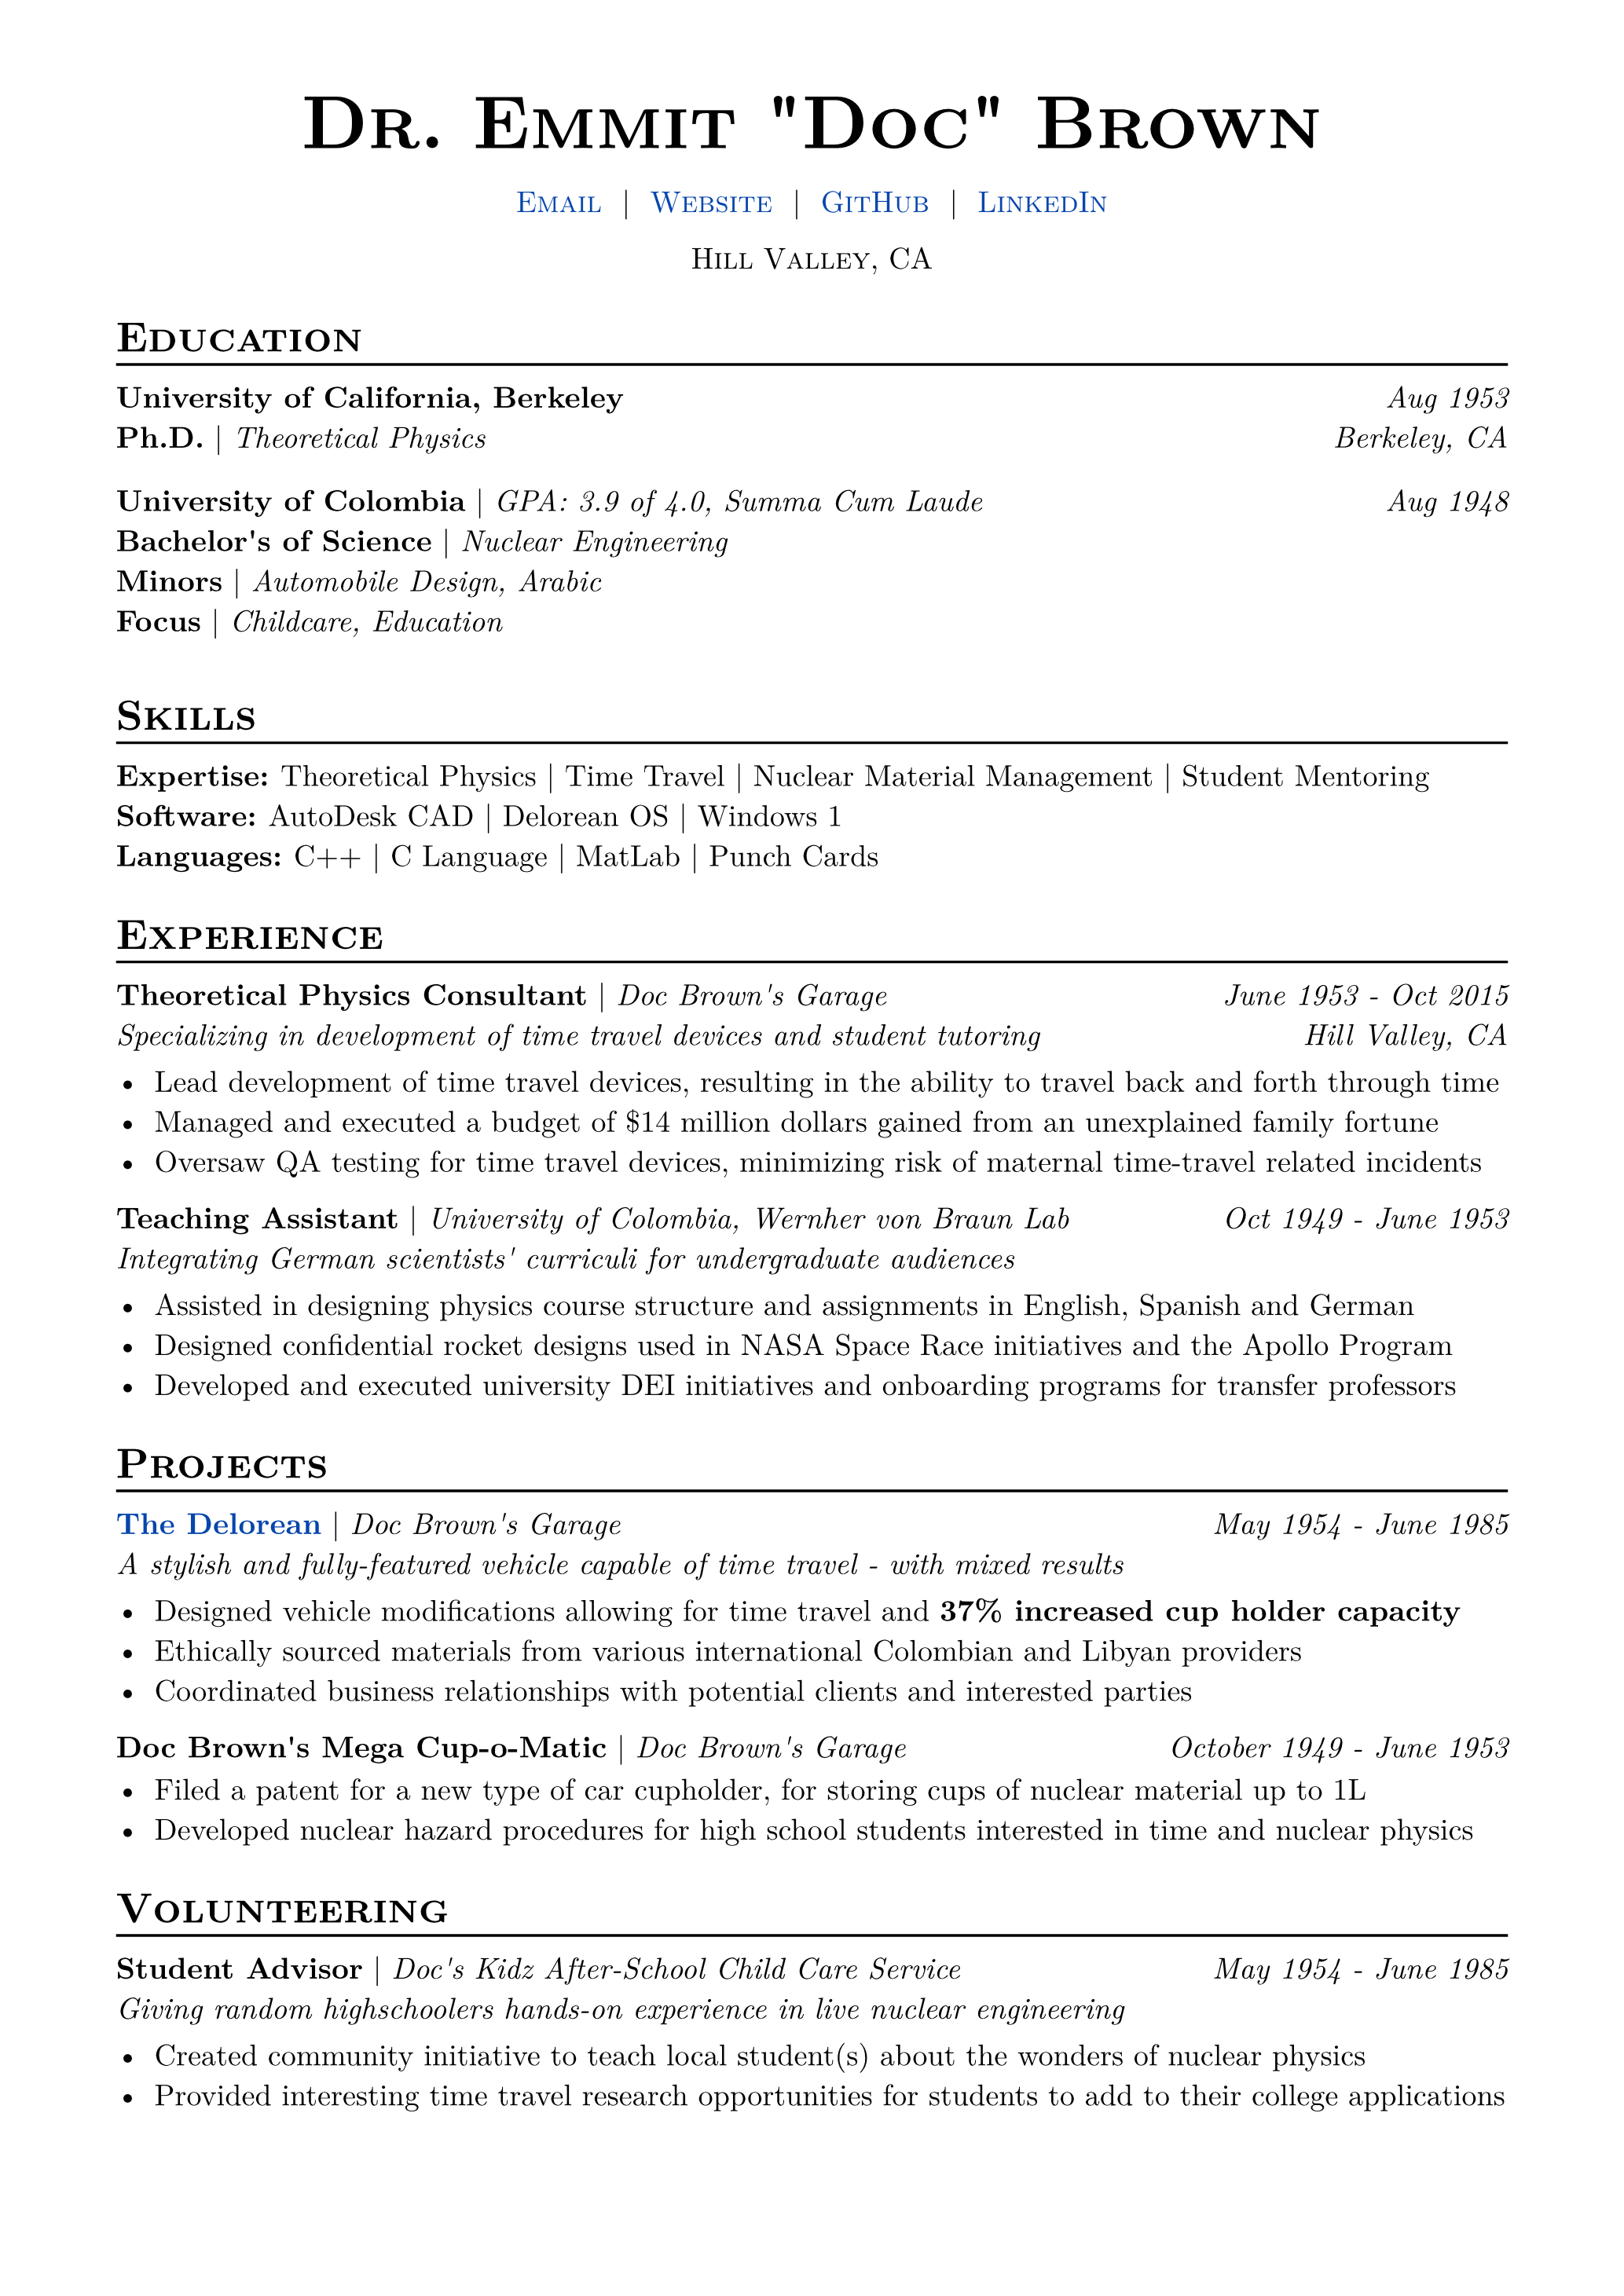 Dr. Emmit "Doc" Brown
Email | Website | GitHub | LinkedIn
Hill Valley, CA
Education
University of California, Berkeley Aug 1953
Ph.D. | Theoretical Physics Berkeley, CA
University of Colombia | GPA: 3.9 of 4.0, Summa Cum Laude Aug 1948
Bachelor's of Science | Nuclear Engineering
Minors | Automobile Design, Arabic
Focus | Childcare, Education
Skills
Expertise: Theoretical Physics | Time Travel | Nuclear Material Management | Student Mentoring
Software: AutoDesk CAD | Delorean OS | Windows 1
Languages: C++ | C Language | MatLab | Punch Cards
Experience
Theoretical Physics Consultant | Doc Brown's Garage June 1953 - Oct 2015
Specializing in development of time travel devices and student tutoring Hill Valley, CA
• Lead development of time travel devices, resulting in the ability to travel back and forth through time
• Managed and executed a budget of $14 million dollars gained from an unexplained family fortune
• Oversaw QA testing for time travel devices, minimizing risk of maternal time-travel related incidents
Teaching Assistant | University of Colombia, Wernher von Braun Lab Oct 1949 - June 1953
Integrating German scientists' curriculi for undergraduate audiences
• Assisted in designing physics course structure and assignments in English, Spanish and German
• Designed confidential rocket designs used in NASA Space Race initiatives and the Apollo Program
• Developed and executed university DEI initiatives and onboarding programs for transfer professors
Projects
The Delorean | Doc Brown's Garage May 1954 - June 1985
A stylish and fully-featured vehicle capable of time travel - with mixed results
• Designed vehicle modifications allowing for time travel and 37% increased cup holder capacity
• Ethically sourced materials from various international Colombian and Libyan providers
• Coordinated business relationships with potential clients and interested parties
Doc Brown's Mega Cup-o-Matic | Doc Brown's Garage October 1949 - June 1953
• Filed a patent for a new type of car cupholder, for storing cups of nuclear material up to 1L
• Developed nuclear hazard procedures for high school students interested in time and nuclear physics
Volunteering
Student Advisor | Doc's Kidz After-School Child Care Service May 1954 - June 1985
Giving random highschoolers hands-on experience in live nuclear engineering
• Created community initiative to teach local student(s) about the wonders of nuclear physics
• Provided interesting time travel research opportunities for students to add to their college applications